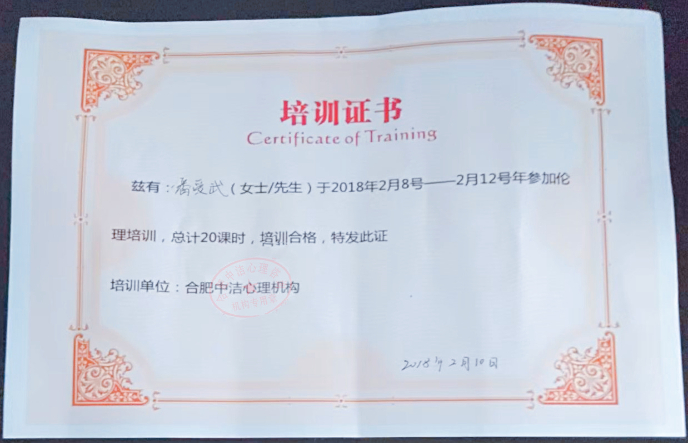 培训证书
Certificate of Training
兹有：潘爱武（女士/先生）于2018年2月8号——2月12号年参加伦
理培训，总计20课时，培训合格，特发此证
培训单位：合肥中洁心理机构
2018年2月10日